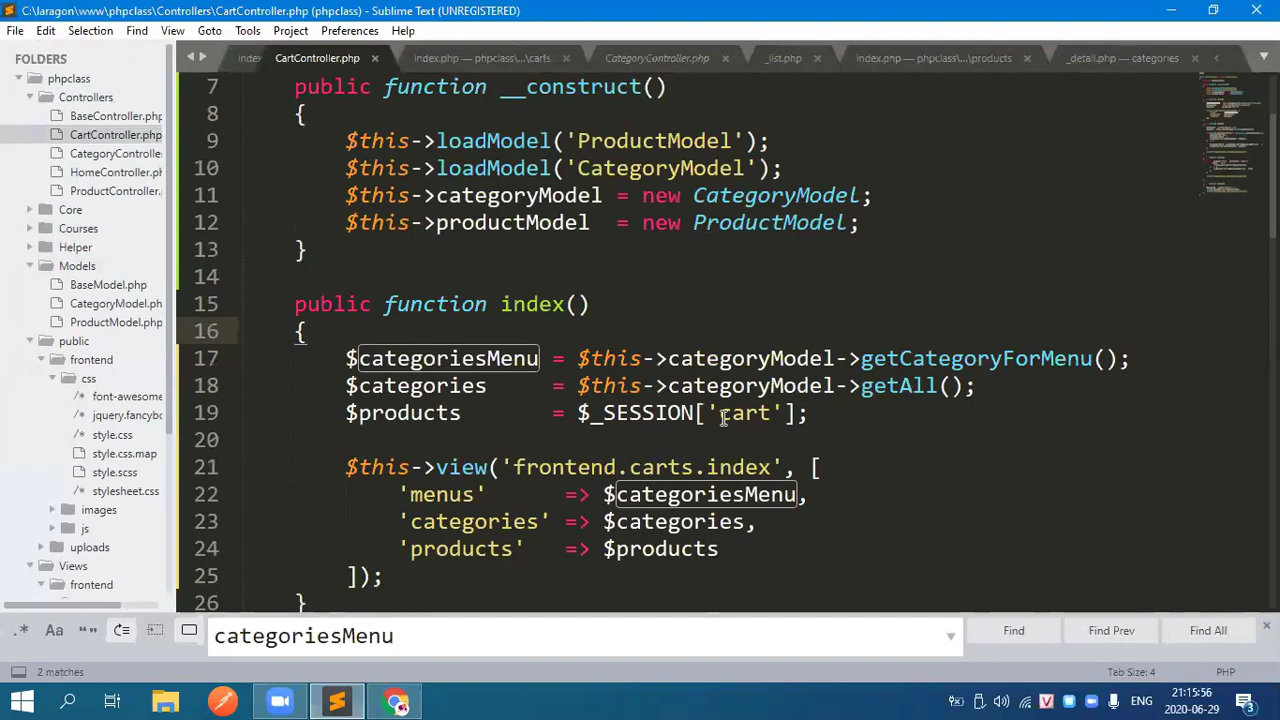 C:\laragon\www\phpclass\Controllers\CartController.php (phpclass) - Sublime Text (UNREGISTERED)
File Edit Selection Find View Goto Tools Project Preferences Help
FOLDERS
phpclass
Controllers
BaseController.php
CartController.php
CategoryController
HomeController.php
ProductController.
Core
Courses
Helper
Models
BaseModel.php
CategoryModel.php
ProductModel.php
public
frontend
css
font-awesome
jquery.fancybo
style.css
style.css.map
style.scss
stylesheet.css
images
js
uploads
Views
frontend
index CartController.php index.php — phpclass\...\carts CategoryController.php _list.php index.php — phpclass\...\products _detail.php — categories
7 public function __construct()
8 {
9 $this->loadModel('ProductModel');
10 $this->loadModel('CategoryModel');
11 $this->categoryModel = new CategoryModel;
12 $this->productModel = new ProductModel;
13 }
14
15 public function index()
16 {
17 $categoriesMenu = $this->categoryModel->getCategoryForMenu();
18 $categories = $this->categoryModel->getAll();
19 $products = $_SESSION['cart'];
20
21 $this->view('frontend.carts.index', [
22 'menus' => $categoriesMenu,
23 'categories' => $categories,
24 'products' => $products
25 ]);
26 }
.* Aa “” categoriesMenu Find Find Prev Find All
2 matches Tab Size: 4 PHP
ENG 21:15:56 2020-06-29 3